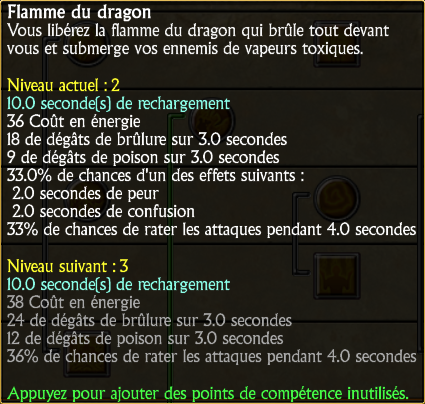 Flamme du dragon
Vous libérez la flamme du dragon qui brûle tout devant
vous et submerge vos ennemis de vapeurs toxiques.
Niveau actuel : 2
10.0 seconde(s) de rechargement
36 Coût en énergie
18 de dégâts de brûlure sur 3.0 secondes
9 de dégâts de poison sur 3.0 secondes
33.0% de chances d'un des effets suivants :
2.0 secondes de peur
2.0 secondes de confusion
33% de chances de rater les attaques pendant 4.0 secondes
Niveau suivant : 3
10.0 seconde(s) de rechargement
38 Coût en énergie
24 de dégâts de brûlure sur 3.0 secondes
12 de dégâts de poison sur 3.0 secondes
36% de chances de rater les attaques pendant 4.0 secondes
Appuyez pour ajouter des points de compétence inutilisés.